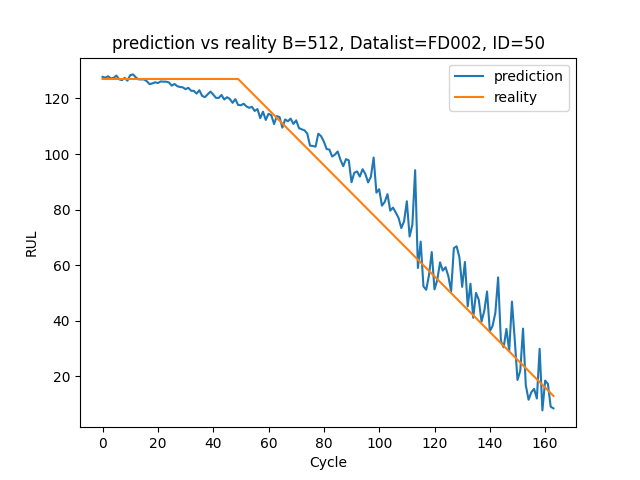 prediction vs reality B=512, Datalist=FD002, ID=50
prediction
reality
RUL
120
100
80
60
40
20
0 20 40 60 80 100 120 140 160
Cycle